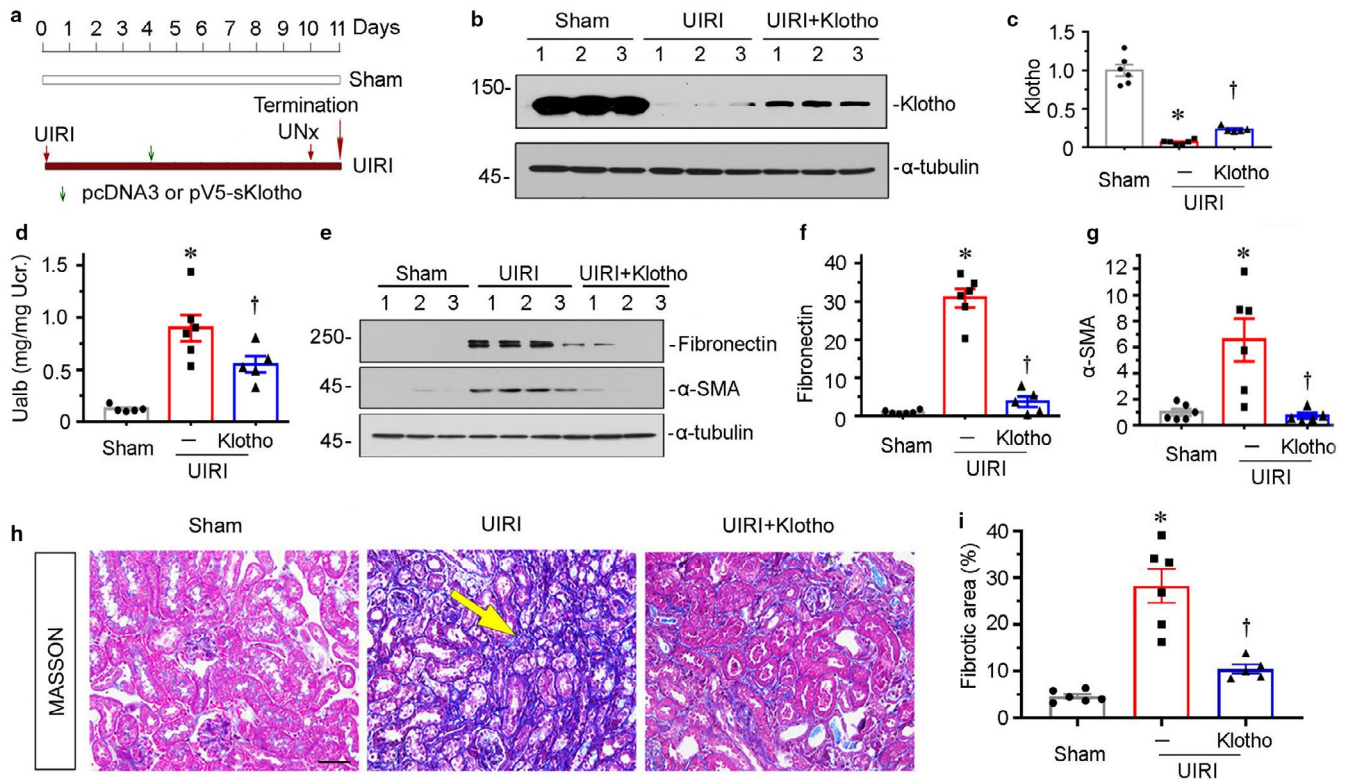 a
0 1 2 3 4 5 6 7 8 9 10 11 Days
Sham
Termination
UIRI
UNx
UIRI
pcDNA3 or pV5-sKlotho
b
Sham UIRI UIRI+Klotho
1 2 3 1 2 3 1 2 3
150-
-Klotho
45-
-α-tubulin
c
Klotho
1.5
1.0
0.5
0
*
†
Sham
– Klotho
UIRI
d
Ualb (mg/mg Ucr.)
1.5
1.0
0.5
0
*
†
Sham
– Klotho
UIRI
e
Sham UIRI UIRI+Klotho
1 2 3 1 2 3 1 2 3
250-
-Fibronectin
45-
-α-SMA
45-
-α-tubulin
f
Fibronectin
40
30
20
10
0
*
†
Sham
– Klotho
UIRI
g
α-SMA
12
10
8
6
4
2
0
*
†
Sham
– Klotho
UIRI
h
Sham UIRI UIRI+Klotho
MASSON
i
Fibrotic area (%)
40
30
20
10
0
*
†
Sham
– Klotho
UIRI